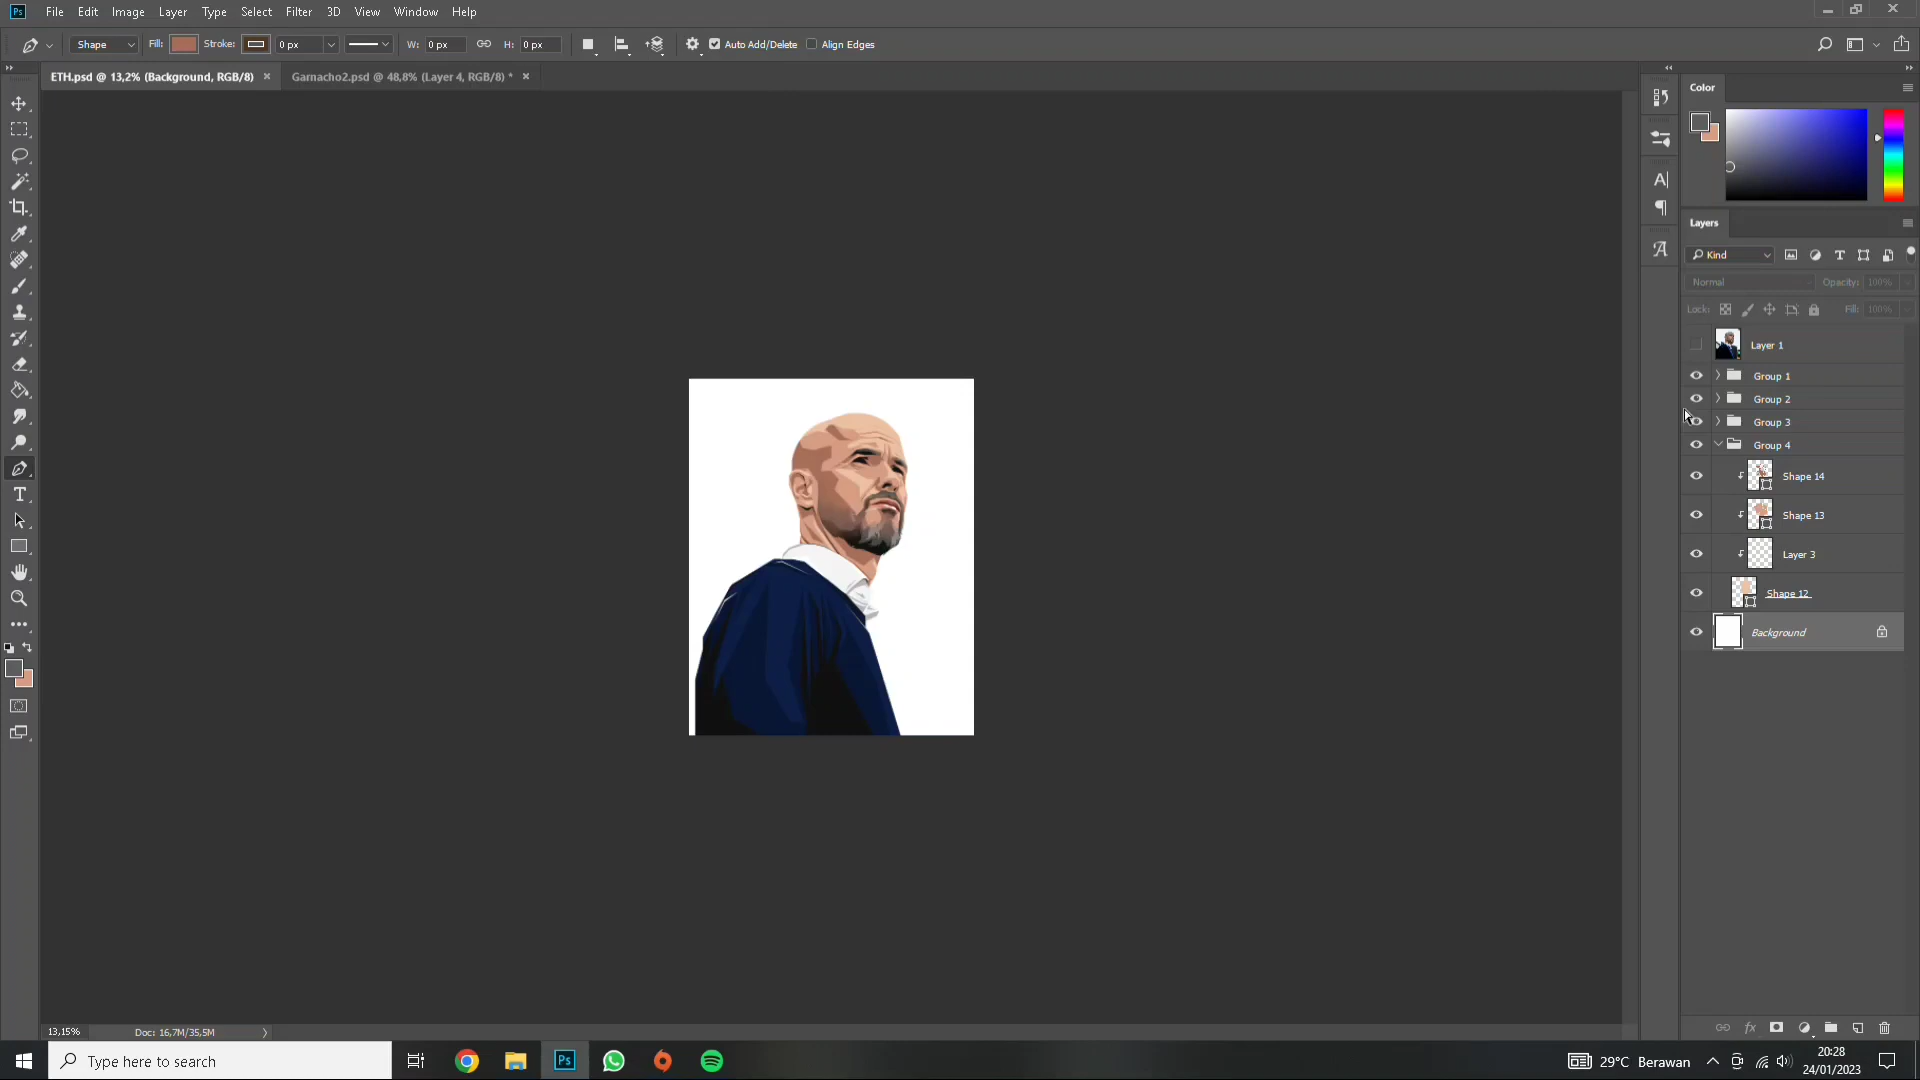 Ps File Edit Image Layer Type Select Filter 3D View Window Help
Shape Fill: Stroke: 0 px W: 0 px H: 0 px Auto Add/Delete Align Edges
ETH.psd @ 13,2% (Background, RGB/8) × Garnacho2.psd @ 48,8% (Layer 4, RGB/8) * ×
Color
Layers
Kind
Normal Opacity: 100%
Lock: Fill: 100%
Layer 1
Group 1
Group 2
Group 3
Group 4
Shape 14
Shape 13
Layer 3
Shape 12
Background
13,15% Doc: 16,7M/35,5M
Type here to search
Ps
29°C Berawan
20:28
24/01/2023